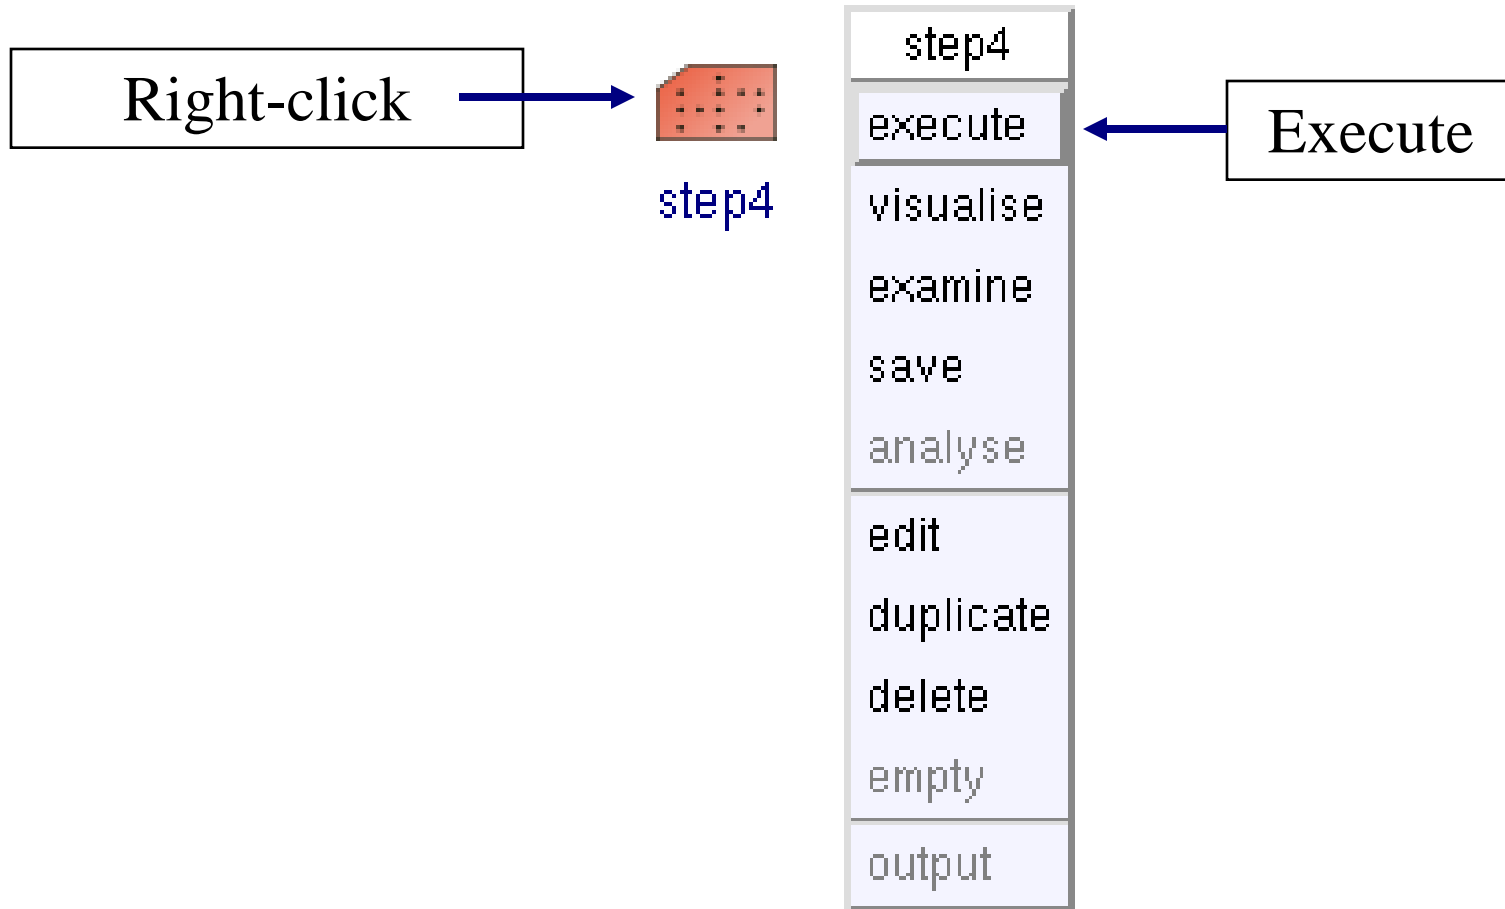 Right-click
step4
step4
execute
Execute
visualise
examine
save
analyse
edit
duplicate
delete
empty
output